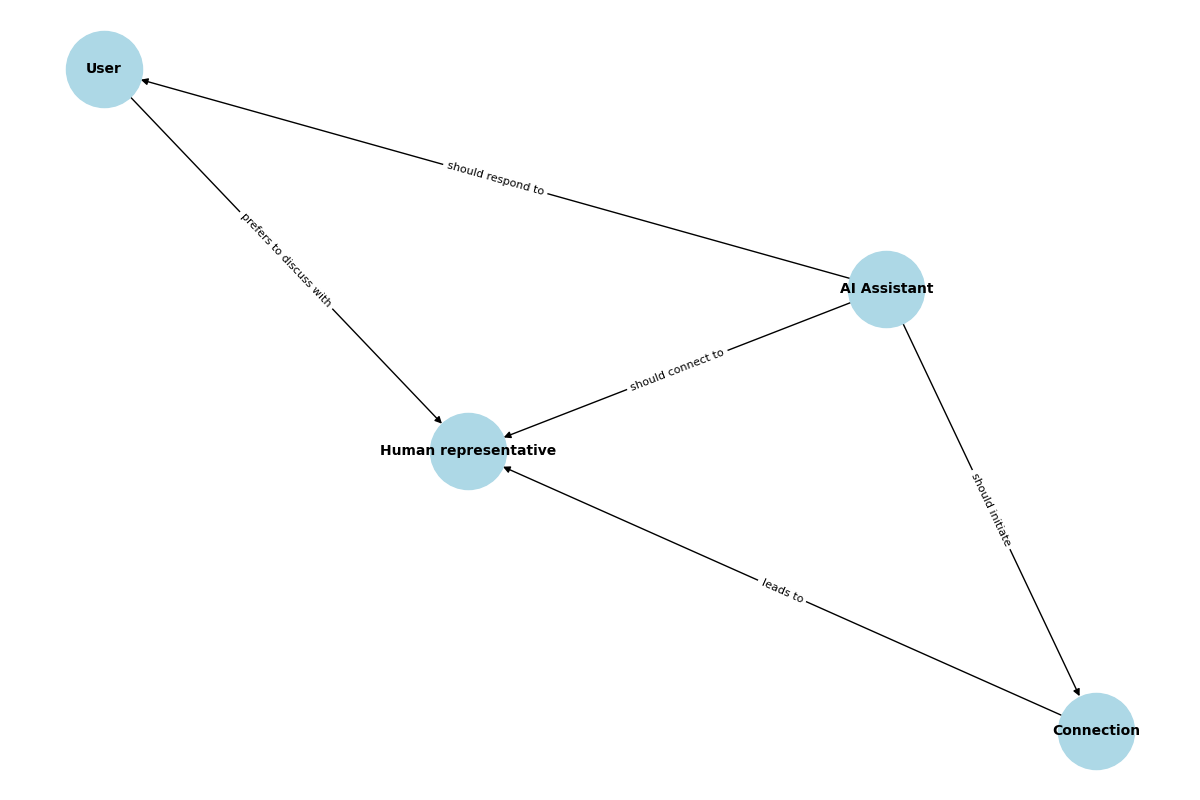 User
should respond to
prefers to discuss with
AI Assistant
should connect to
Human representative
should initiate
leads to
Connection